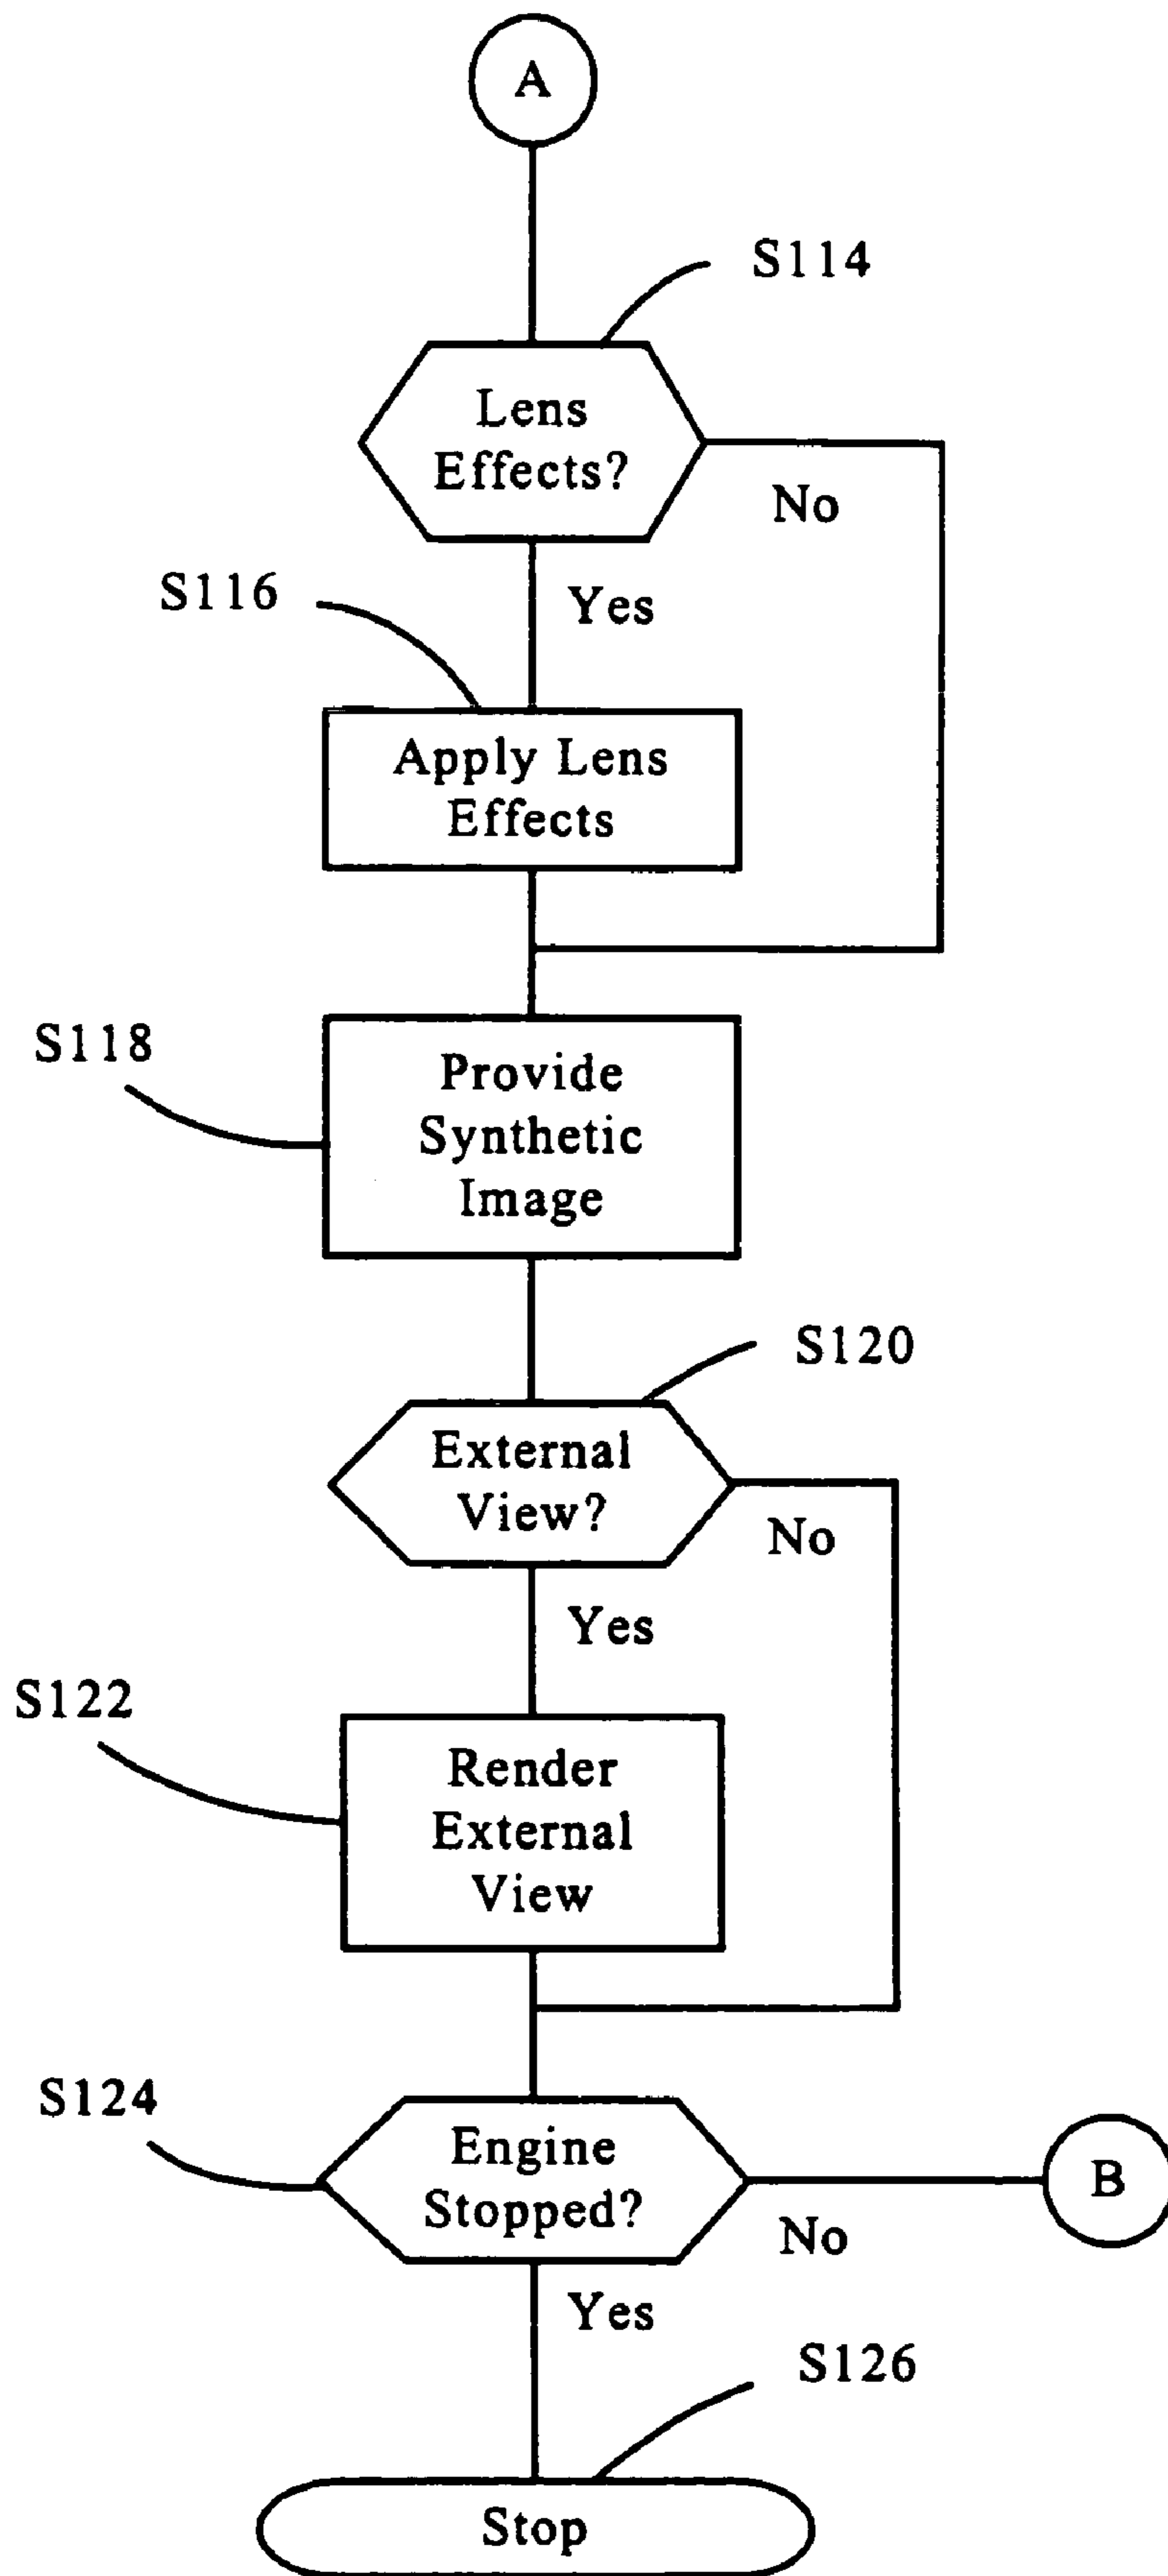 A
S114
Lens
Effects?
No
S116
Yes
Apply Lens
Effects
S118
Provide
Synthetic
Image
S120
External
View?
No
Yes
S122
Render
External
View
S124
Engine
Stopped?
B
No
Yes
S126
Stop